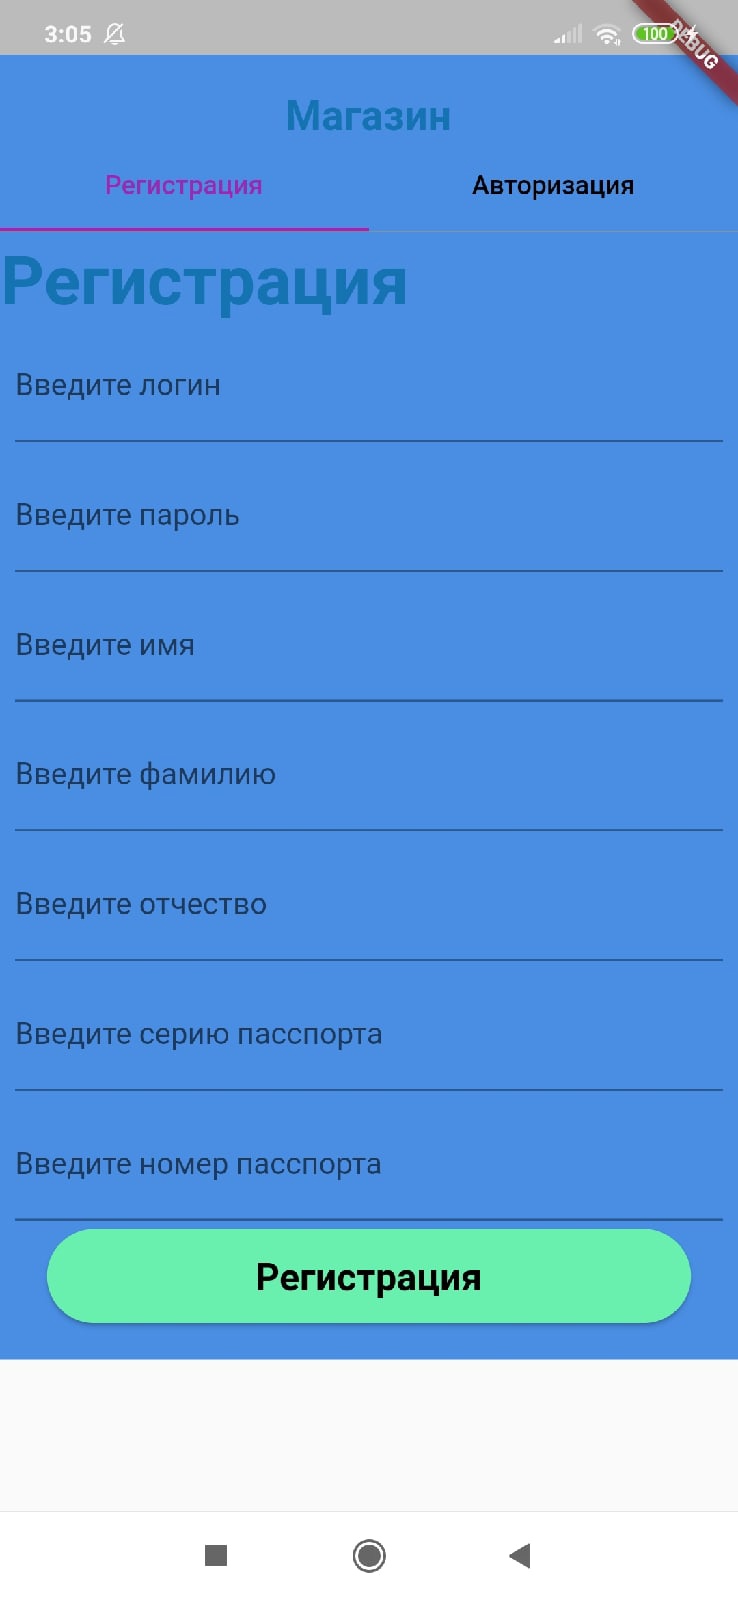 3:05
100
DEBUG
Магазин
Регистрация
Авторизация
Регистрация
Введите логин
Введите пароль
Введите имя
Введите фамилию
Введите отчество
Введите серию пасспорта
Введите номер пасспорта
Регистрация